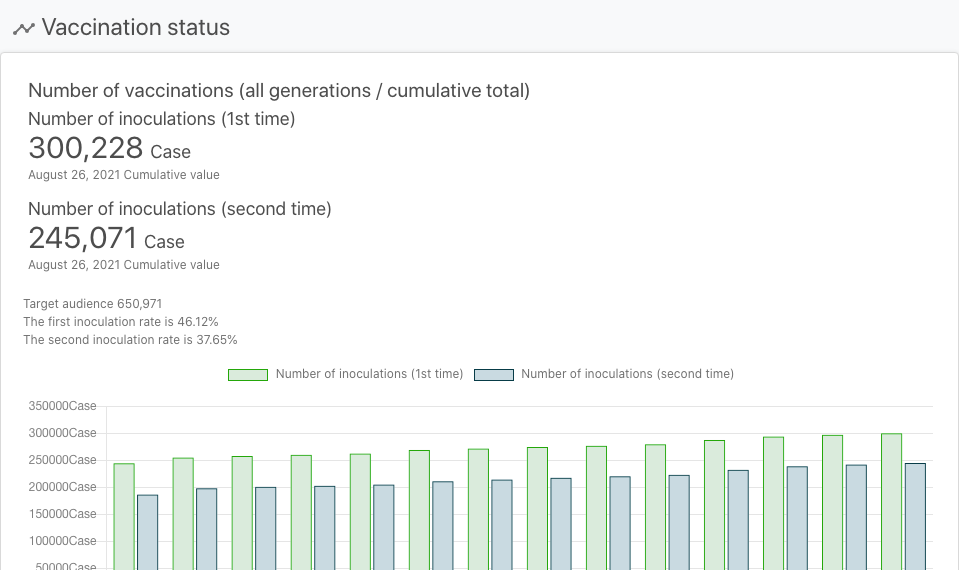 Vaccination status
Number of vaccinations (all generations / cumulative total)
Number of inoculations (1st time)
300,228 Case
August 26, 2021 Cumulative value
Number of inoculations (second time)
245,071 Case
August 26, 2021 Cumulative value
Target audience 650,971
The first inoculation rate is 46.12%
The second inoculation rate is 37.65%
Number of inoculations (1st time) Number of inoculations (second time)
350000Case
300000Case
250000Case
200000Case
150000Case
100000Case
50000Case